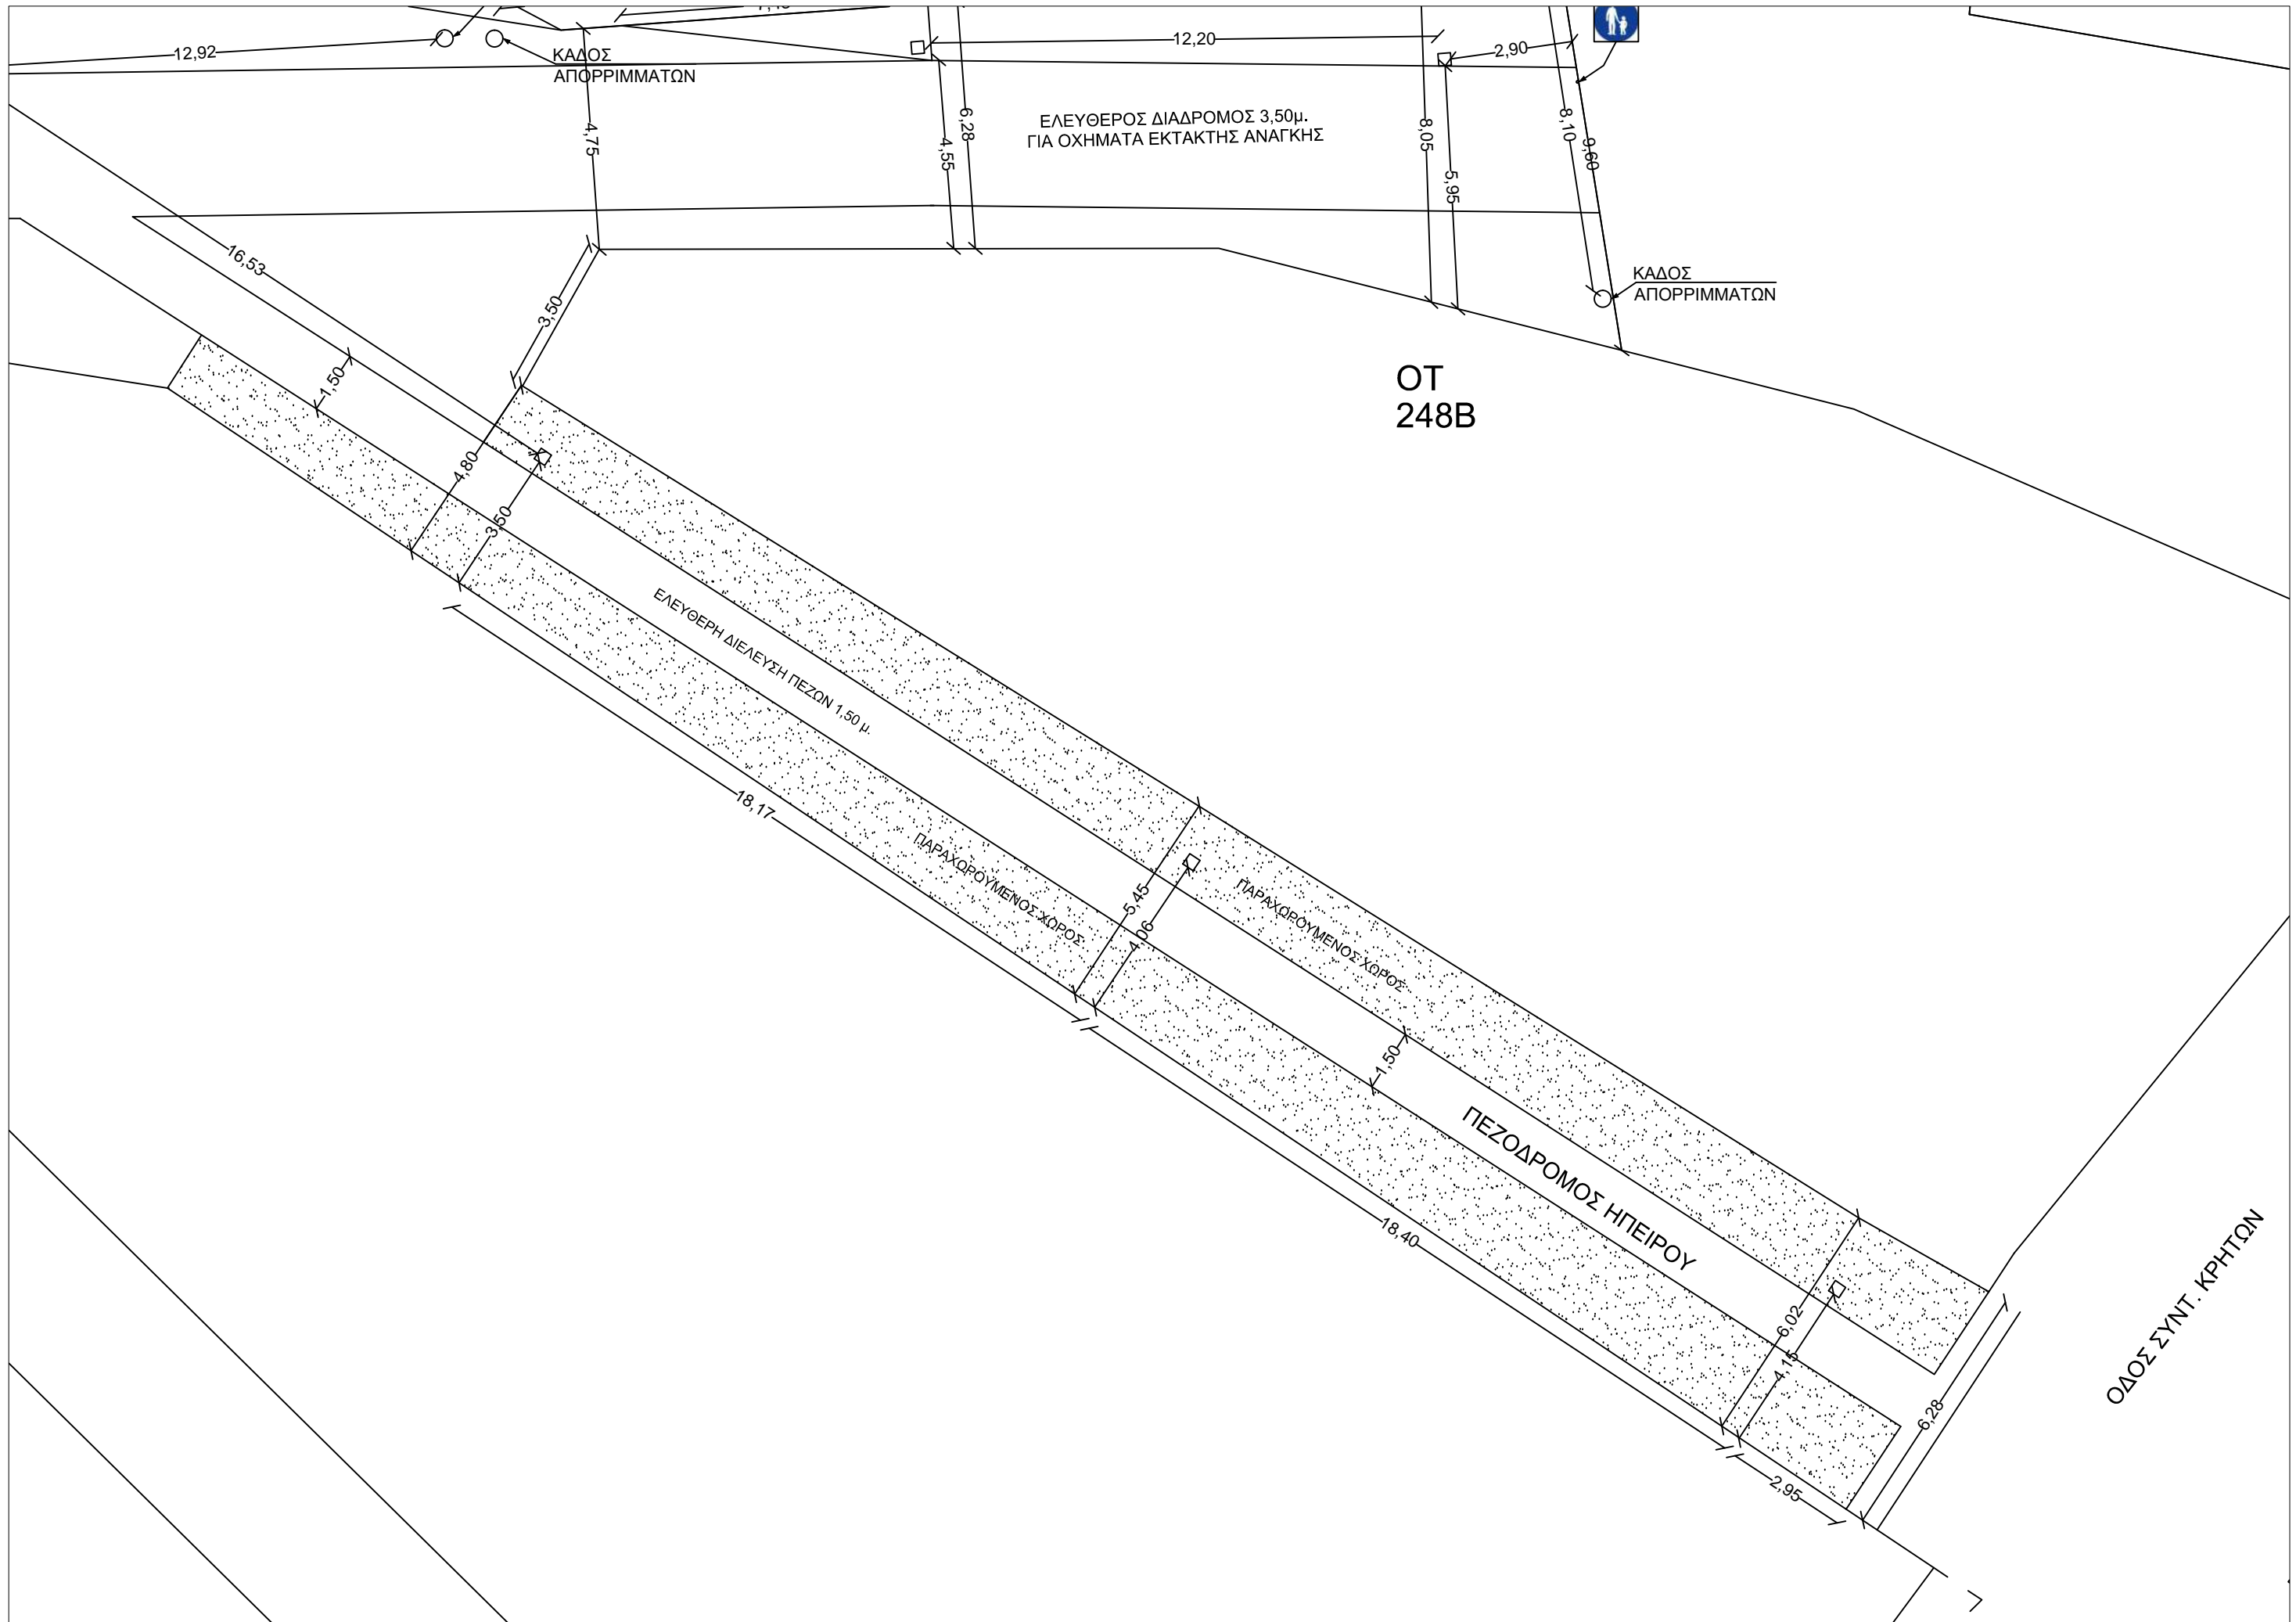 12,92
ΚΑΔΟΣ
ΑΠΟΡΡΙΜΜΑΤΩΝ
12,20
2,90
4,75
4,55
6,28
ΕΛΕΥΘΕΡΟΣ ΔΙΑΔΡΟΜΟΣ 3,50μ.
ΓΙΑ ΟΧΗΜΑΤΑ ΕΚΤΑΚΤΗΣ ΑΝΑΓΚΗΣ
8,05
5,95
8,10
9,60
ΚΑΔΟΣ
ΑΠΟΡΡΙΜΜΑΤΩΝ
16,53
3,50
1,50
ΟΤ
248Β
4,80
3,50
ΕΛΕΥΘΕΡΗ ΔΙΕΛΕΥΣΗ ΠΕΖΩΝ 1,50 μ.
18,17
ΠΑΡΑΧΩΡΟΥΜΕΝΟΣ ΧΩΡΟΣ
5,45
4,06
ΠΑΡΑΧΩΡΟΥΜΕΝΟΣ ΧΩΡΟΣ
1,50
ΠΕΖΟΔΡΟΜΟΣ ΗΠΕΙΡΟΥ
18,40
6,02
4,15
6,28
2,95
ΟΔΟΣ ΣΥΝΤ. ΚΡΗΤΩΝ